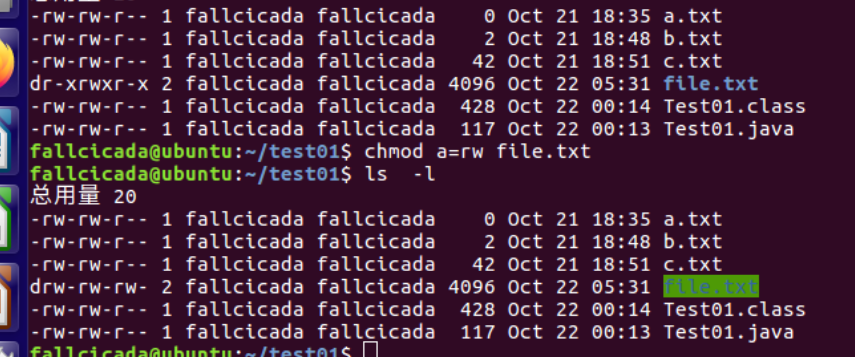 -rw-rw-r-- 1 fallcicada fallcicada    0 Oct 21 18:35 a.txt
-rw-rw-r-- 1 fallcicada fallcicada    2 Oct 21 18:48 b.txt
-rw-rw-r-- 1 fallcicada fallcicada   42 Oct 21 18:51 c.txt
dr-xrwxr-x 2 fallcicada fallcicada 4096 Oct 22 05:31 file.txt
-rw-rw-r-- 1 fallcicada fallcicada  428 Oct 22 00:14 Test01.class
-rw-rw-r-- 1 fallcicada fallcicada  117 Oct 22 00:13 Test01.java
fallcicada@ubuntu:~/test01$ chmod a=rw file.txt
fallcicada@ubuntu:~/test01$ ls  -l
总用量 20
-rw-rw-r-- 1 fallcicada fallcicada    0 Oct 21 18:35 a.txt
-rw-rw-r-- 1 fallcicada fallcicada    2 Oct 21 18:48 b.txt
-rw-rw-r-- 1 fallcicada fallcicada   42 Oct 21 18:51 c.txt
drw-rw-rw- 2 fallcicada fallcicada 4096 Oct 22 05:31 file.txt
-rw-rw-r-- 1 fallcicada fallcicada  428 Oct 22 00:14 Test01.class
-rw-rw-r-- 1 fallcicada fallcicada  117 Oct 22 00:13 Test01.java
fallcicada@ubuntu:~/test01$